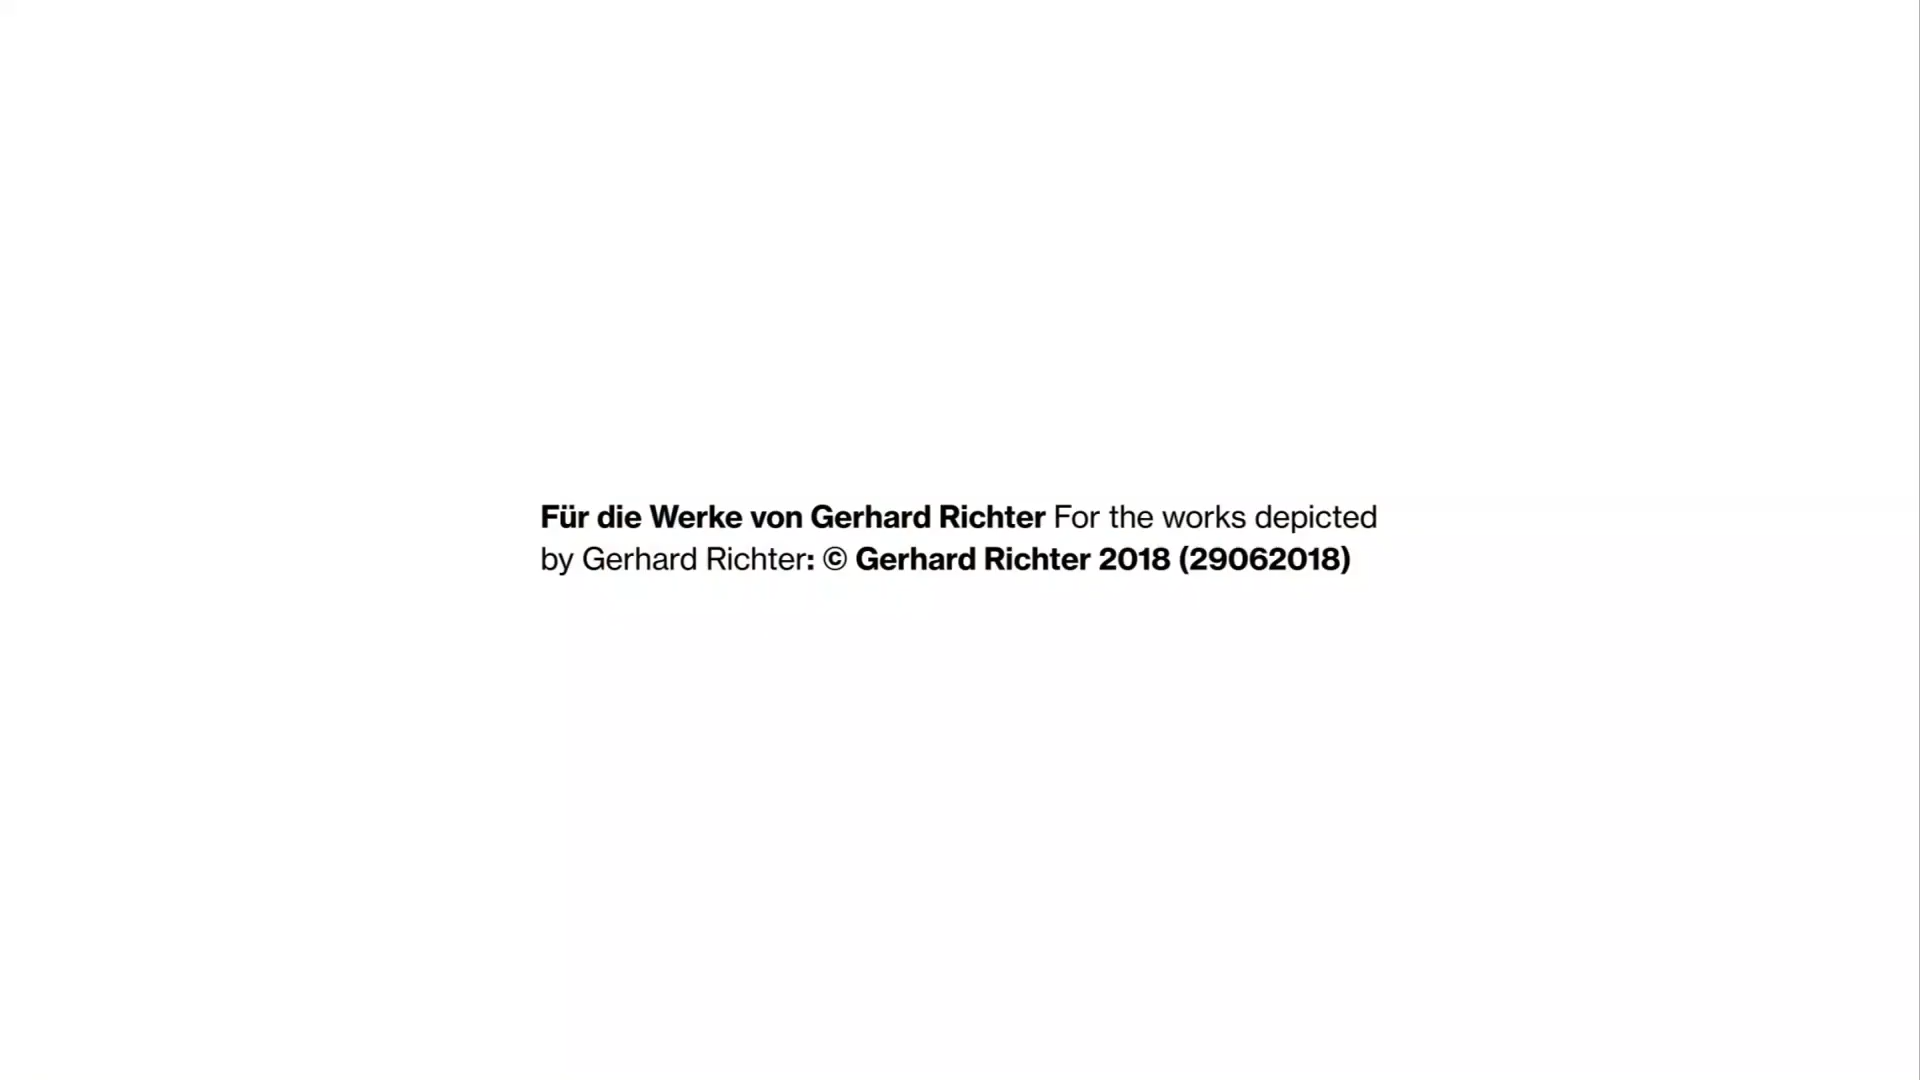 Für die Werke von Gerhard Richter For the works depicted
by Gerhard Richter: © Gerhard Richter 2018 (29062018)